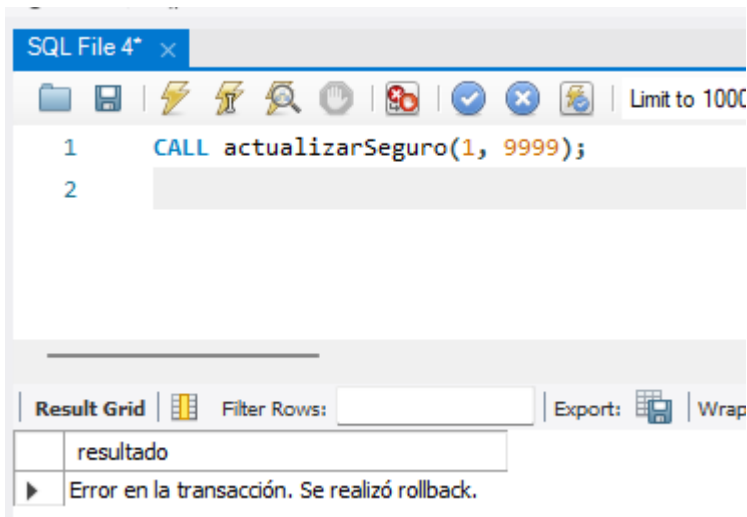 SQL File 4*
Limit to 1000
1 CALL actualizarSeguro(1, 9999);
2
Result Grid Filter Rows: Export: Wrap
resultado
Error en la transacción. Se realizó rollback.